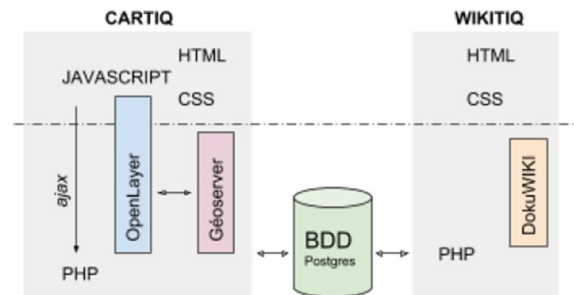 CARTIQ
WIKITIQ
HTML
JAVASCRIPT
CSS
ajax
OpenLayer
Géoserver
PHP
BDD
Postgres
HTML
CSS
DokuWIKI
PHP